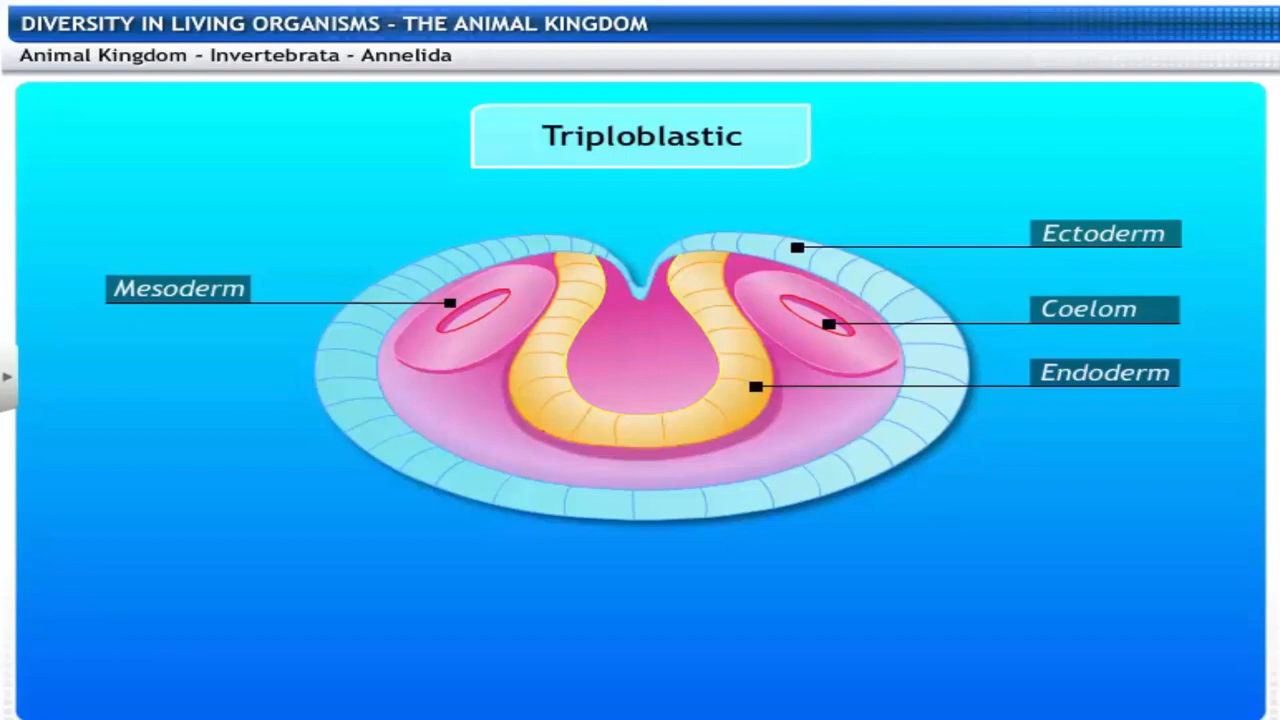 DIVERSITY IN LIVING ORGANISMS - THE ANIMAL KINGDOM
Animal Kingdom - Invertebrata - Annelida
Triploblastic
Ectoderm
Mesoderm
Coelom
Endoderm